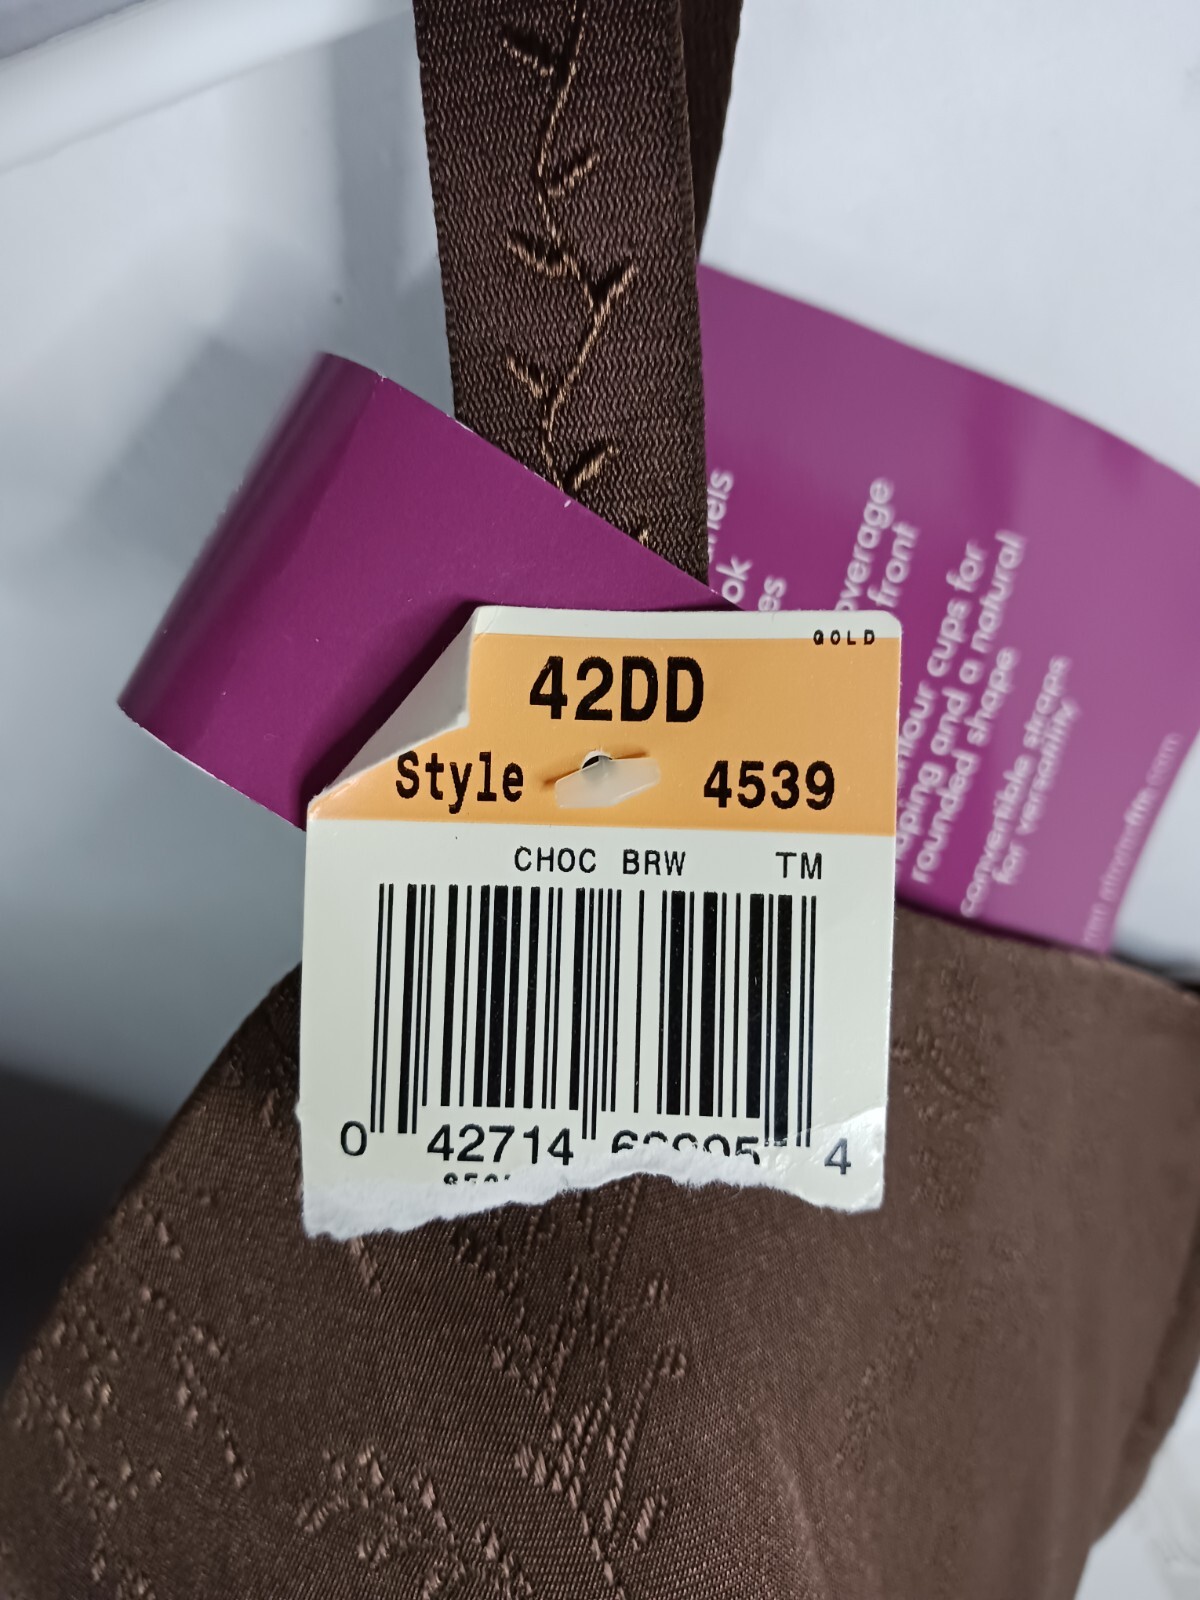 GOLD
42DD
Style 4539
CHOC BRW TM
0 42714 4
overage
front
cups for
and a natural
rounded shape
convertible straps
for versatility